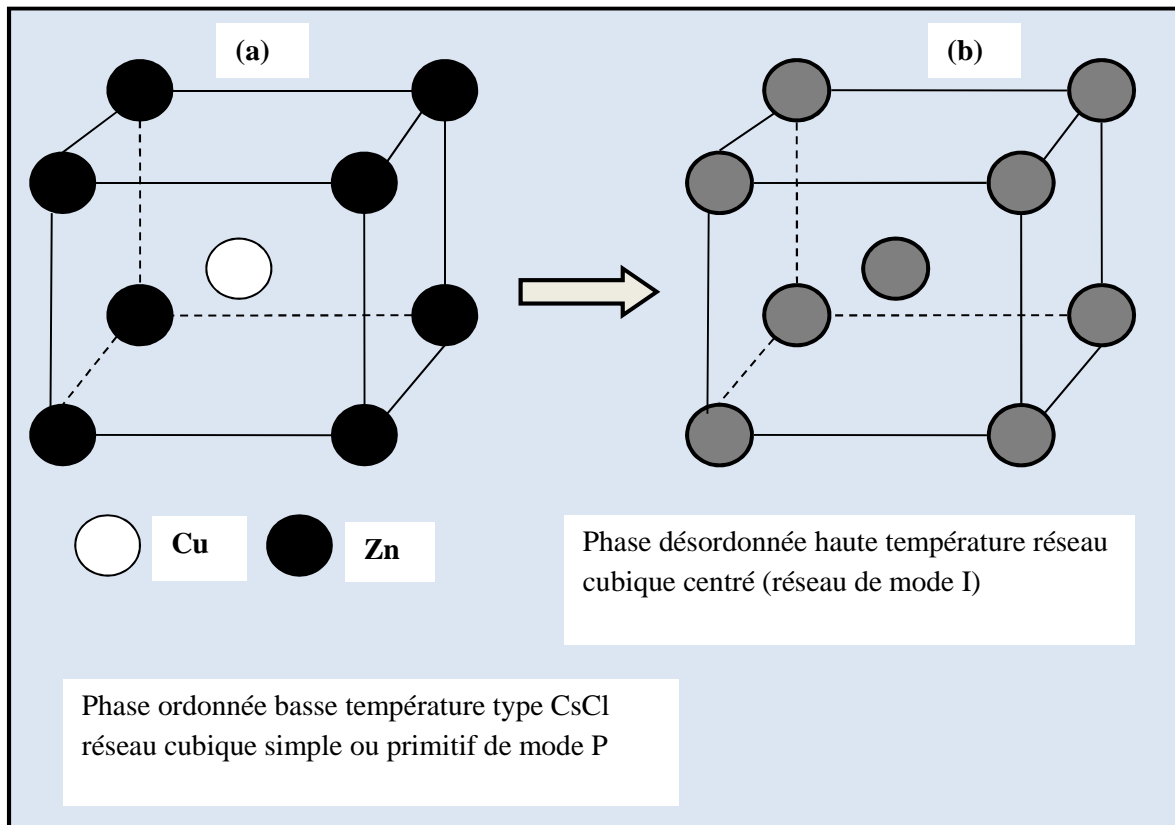 (a)
(b)
Cu
Zn
Phase désordonnée haute température réseau
cubique centré (réseau de mode I)
Phase ordonnée basse température type CsCl
réseau cubique simple ou primitif de mode P